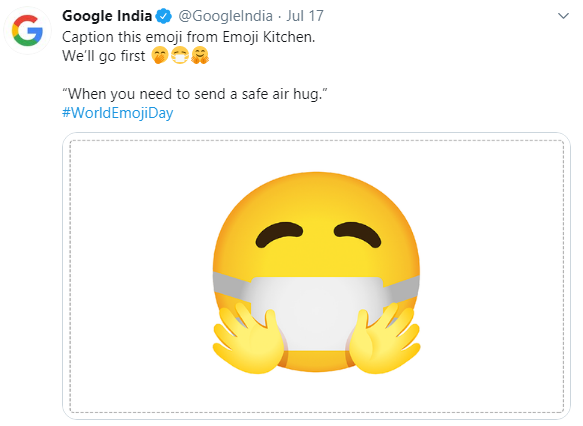 Google India @GoogleIndia · Jul 17
Caption this emoji from Emoji Kitchen.
We'll go first 🤭😷🤗
“When you need to send a safe air hug.”
#WorldEmojiDay